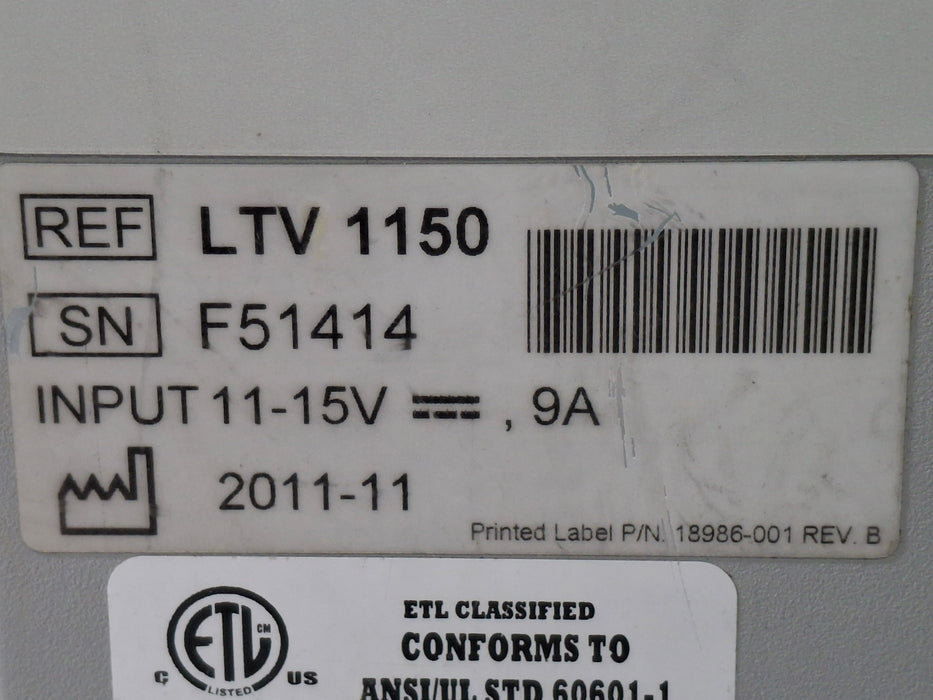 REF LTV 1150
SN F51414
INPUT 11-15V ⎓ , 9A
2011-11
Printed Label P/N. 18986-001 REV. B
ETL CM
C LISTED US
ETL CLASSIFIED
CONFORMS TO
ANSI/UL STD 60601-1